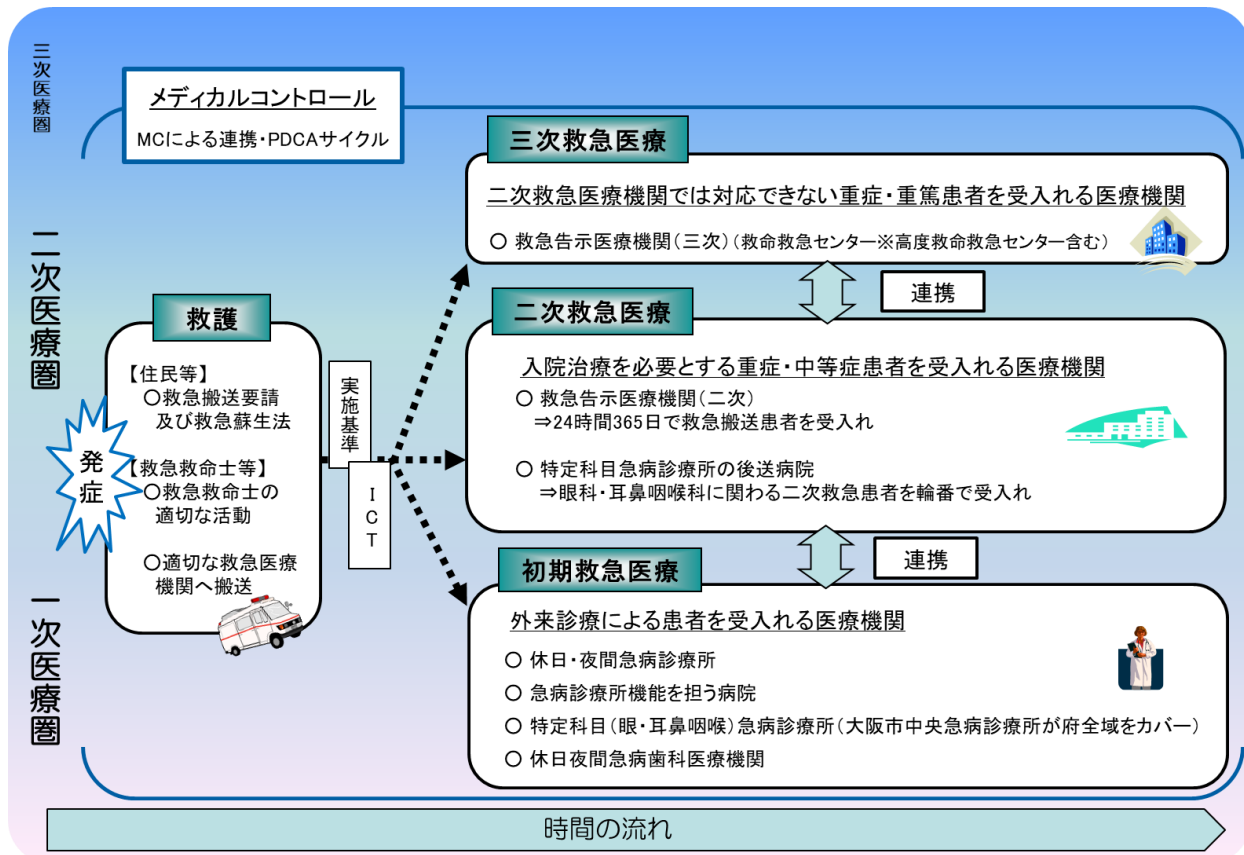 三次医療圏
メディカルコントロール
MCによる連携・PDCAサイクル
三次救急医療
二次救急医療機関では対応できない重症・重篤患者を受入れる医療機関
○ 救急告示医療機関(三次)(救命救急センター※高度救命救急センター含む)
連携
二次医療圏
救護
【住民等】
○救急搬送要請
及び救急蘇生法
【救急救命士等】
○救急救命士の
適切な活動
○適切な救急医療
機関へ搬送
発症
実施基準
ICT
二次救急医療
入院治療を必要とする重症・中等症患者を受入れる医療機関
○ 救急告示医療機関(二次)
⇒24時間365日で救急搬送患者を受入れ
○ 特定科目急病診療所の後送病院
⇒眼科・耳鼻咽喉科に関わる二次救急患者を輪番で受入れ
連携
一次医療圏
初期救急医療
外来診療による患者を受入れる医療機関
○ 休日・夜間急病診療所
○ 急病診療所機能を担う病院
○ 特定科目(眼・耳鼻咽喉)急病診療所(大阪市中央急病診療所が府全域をカバー)
○ 休日夜間急病歯科医療機関
時間の流れ